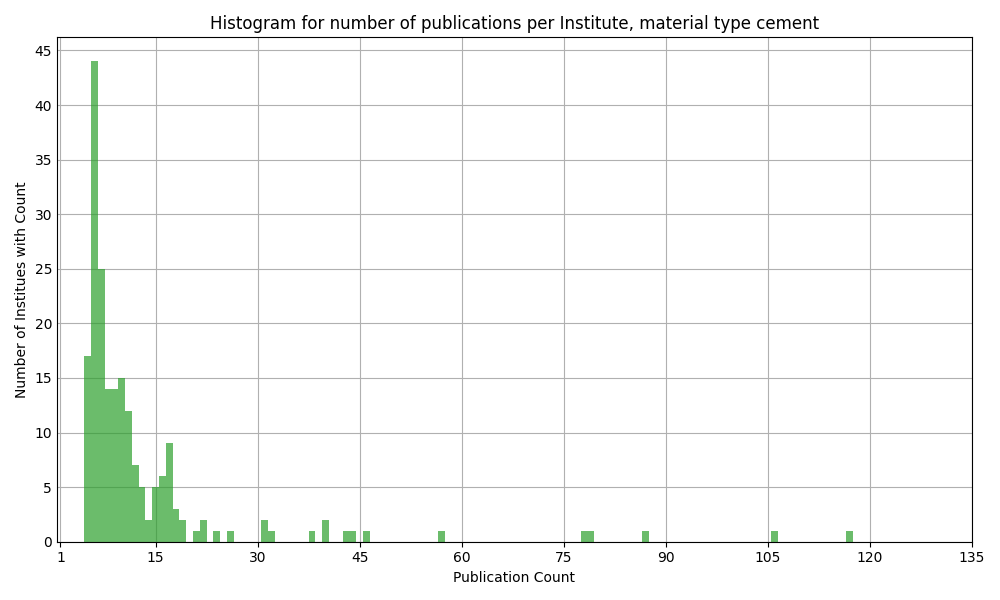 Histogram for number of publications per Institute, material type cement
45
40
35
30
25
20
15
10
5
0
Number of Institues with Count
1 15 30 45 60 75 90 105 120 135
Publication Count